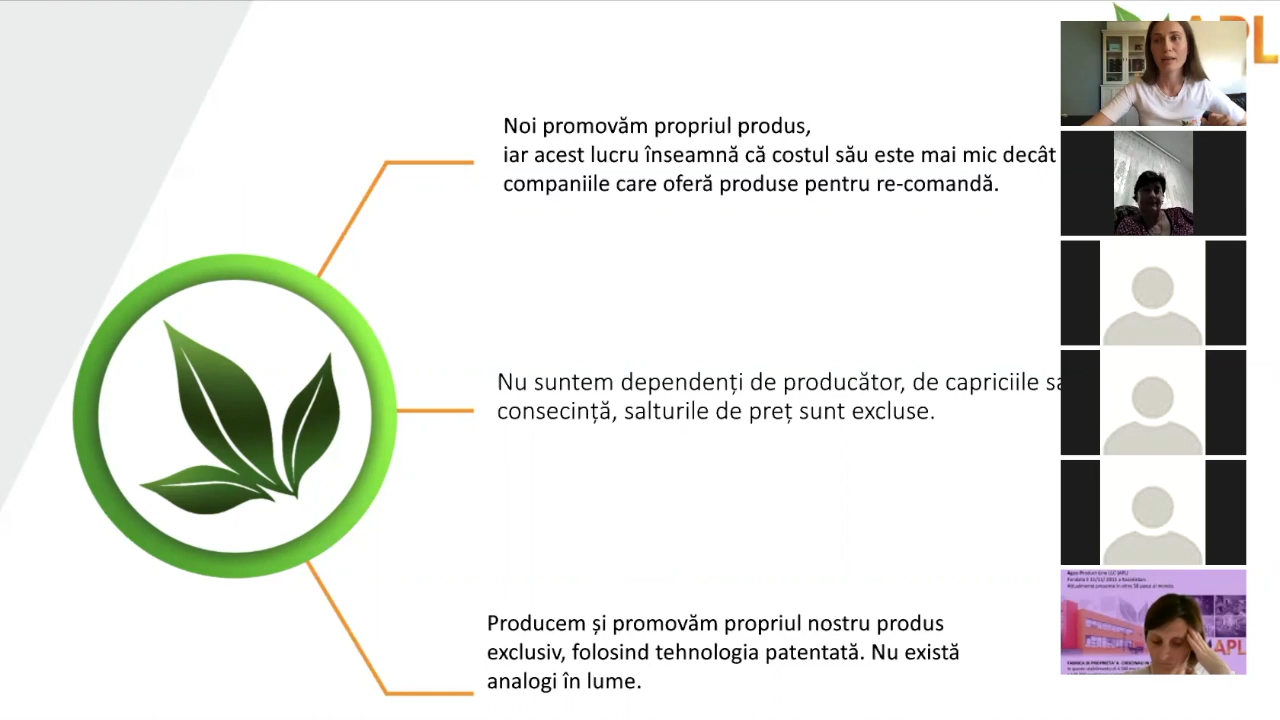 Noi promovăm propriul produs,
iar acest lucru înseamnă că costul său este mai mic decât
companiile care oferă produse pentru re-comandă.
Nu suntem dependenți de producător, de capriciile
consecință, salturile de preț sunt excluse.
Producem și promovăm propriul nostru produs
exclusiv, folosind tehnologia patentată. Nu există
analogi în lume.
APL